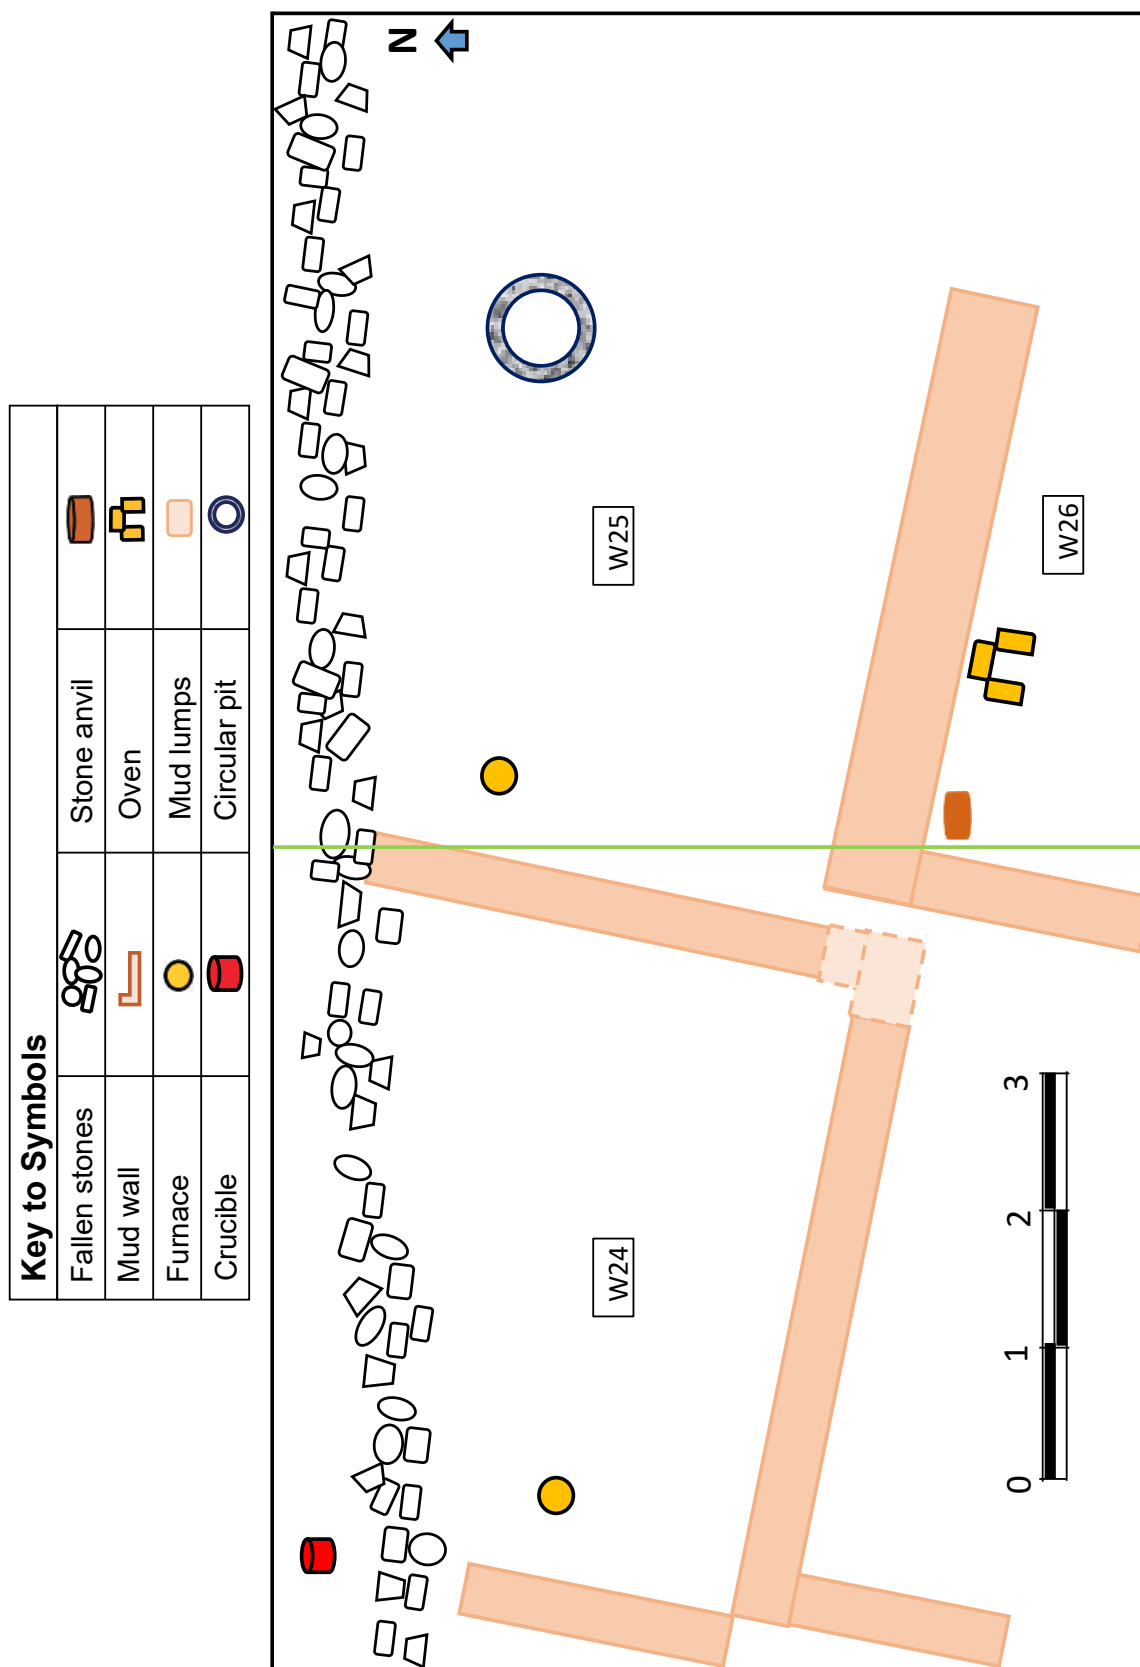 Key to Symbols
Fallen stones
Stone anvil
Mud wall
Oven
Furnace
Mud lumps
Crucible
Circular pit
N
W24
W25
W26
0 1 2 3